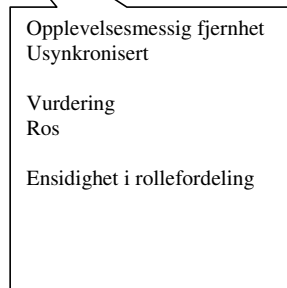 Opplevelsesmessig fjernhet
Usynkronisert
Vurdering
Ros
Ensidighet i rollefordeling